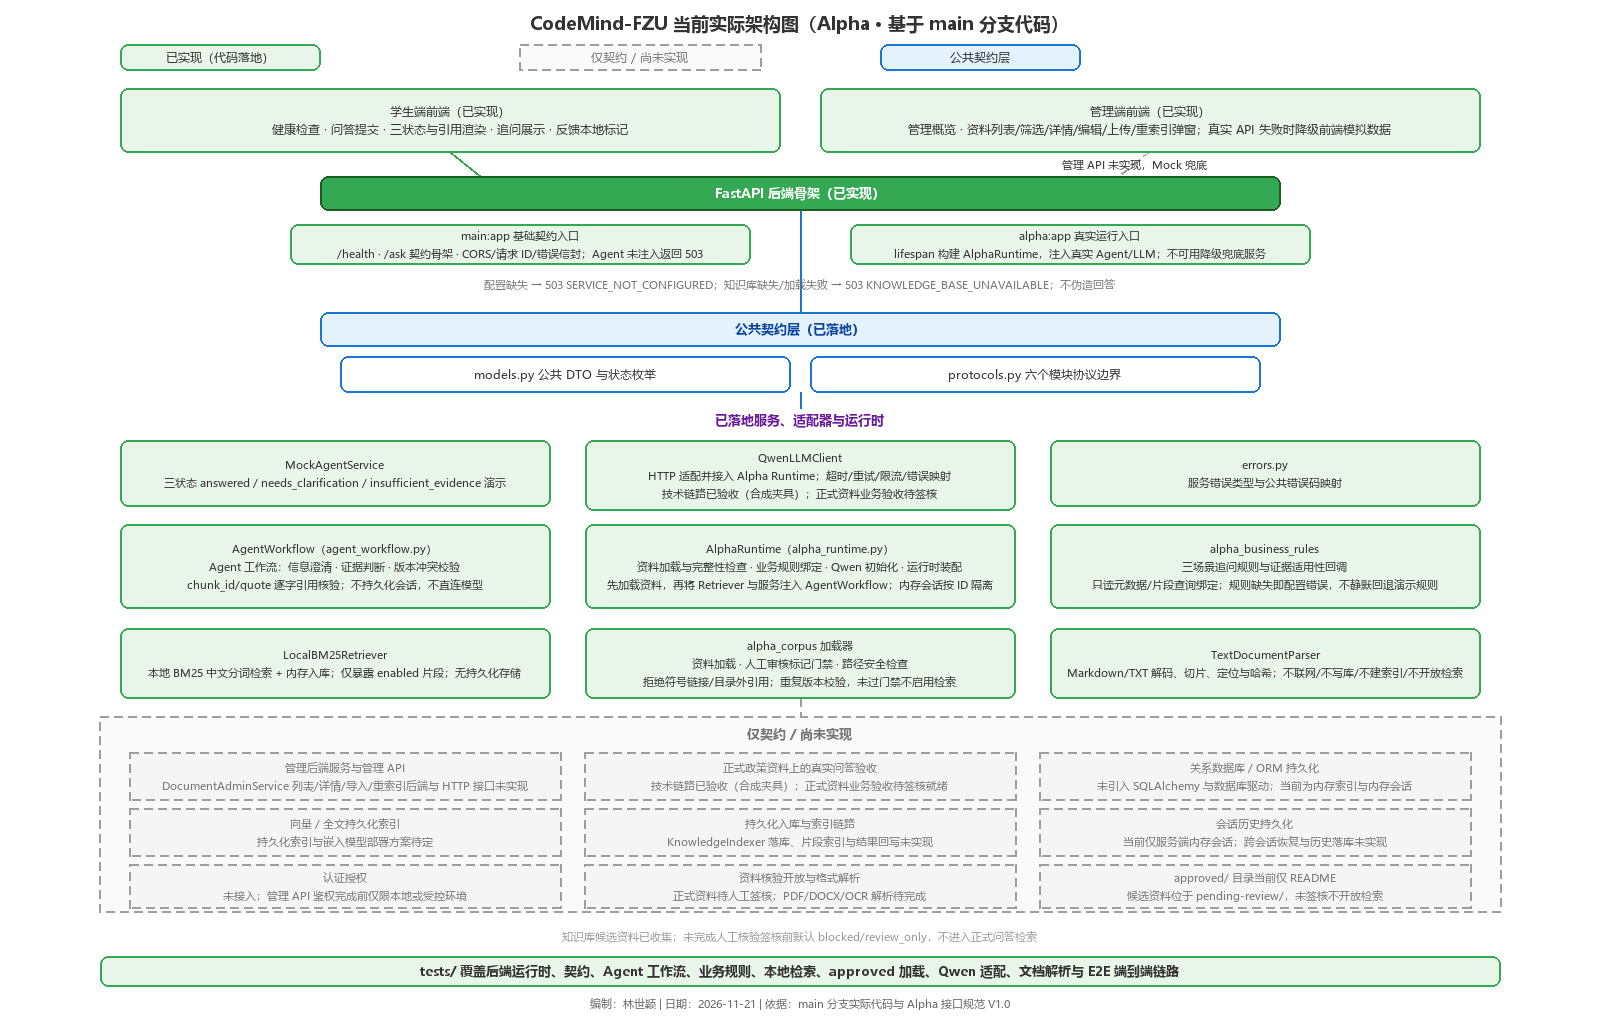 CodeMind-FZU 当前实际架构图（Alpha · 基于 main 分支代码）
已实现（代码落地）
仅契约 / 尚未实现
公共契约层
学生端前端（已实现）
健康检查 · 问答提交 · 三状态与引用渲染 · 追问展示 · 反馈本地标记
管理端前端（已实现）
管理概览 · 资料列表/筛选/详情/编辑/上传/重索引弹窗；真实 API 失败时降级前端模拟数据
管理 API 未实现，Mock 兜底
FastAPI 后端骨架（已实现）
main:app 基础契约入口
/health · /ask 契约骨架 · CORS/请求 ID/错误信封；Agent 未注入返回 503
alpha:app 真实运行入口
lifespan 构建 AlphaRuntime，注入真实 Agent/LLM；不可用降级兜底服务
配置缺失 → 503 SERVICE_NOT_CONFIGURED；知识库缺失/加载失败 → 503 KNOWLEDGE_BASE_UNAVAILABLE；不伪造回答
公共契约层（已落地）
models.py 公共 DTO 与状态枚举
protocols.py 六个模块协议边界
已落地服务、适配器与运行时
MockAgentService
三状态 answered / needs_clarification / insufficient_evidence 演示
QwenLLMClient
HTTP 适配并接入 Alpha Runtime；超时/重试/限流/错误映射
技术链路已验收（合成夹具）；正式资料业务验收待签核
errors.py
服务错误类型与公共错误码映射
AgentWorkflow（agent_workflow.py）
Agent 工作流：信息澄清 · 证据判断 · 版本冲突校验
chunk_id/quote 逐字引用核验；不持久化会话，不直连模型
AlphaRuntime（alpha_runtime.py）
资料加载与完整性检查 · 业务规则绑定 · Qwen 初始化 · 运行时装配
先加载资料，再将 Retriever 与服务注入 AgentWorkflow；内存会话按 ID 隔离
alpha_business_rules
三场景追问规则与证据适用性回调
只读元数据/片段查询绑定；规则缺失即配置错误，不静默回退演示规则
LocalBM25Retriever
本地 BM25 中文分词检索 + 内存入库；仅暴露 enabled 片段；无持久化存储
alpha_corpus 加载器
资料加载 · 人工审核标记门禁 · 路径安全检查
拒绝符号链接/目录外引用；重复版本校验，未过门禁不启用检索
TextDocumentParser
Markdown/TXT 解码、切片、定位与哈希；不联网/不写库/不建索引/不开放检索
仅契约 / 尚未实现
管理后端服务与管理 API
DocumentAdminService 列表/详情/导入/重索引后端与 HTTP 接口未实现
正式政策资料上的真实问答验收
技术链路已验收（合成夹具）；正式资料业务验收待签核就绪
关系数据库 / ORM 持久化
未引入 SQLAlchemy 与数据库驱动；当前为内存索引与内存会话
向量 / 全文持久化索引
持久化索引与嵌入模型部署方案待定
持久化入库与索引链路
KnowledgeIndexer 落库、片段索引与结果回写未实现
会话历史持久化
当前仅服务端内存会话；跨会话恢复与历史落库未实现
认证授权
未接入；管理 API 鉴权完成前仅限本地或受控环境
资料核验开放与格式解析
正式资料待人工签核；PDF/DOCX/OCR 解析待完成
approved/ 目录当前仅 README
候选资料位于 pending-review/，未签核不开放检索
知识库候选资料已收集；未完成人工核验签核前默认 blocked/review_only，不进入正式问答检索
tests/ 覆盖后端运行时、契约、Agent 工作流、业务规则、本地检索、approved 加载、Qwen 适配、文档解析与 E2E 端到端链路
编制：林世颖 | 日期：2026-11-21 | 依据：main 分支实际代码与 Alpha 接口规范 V1.0